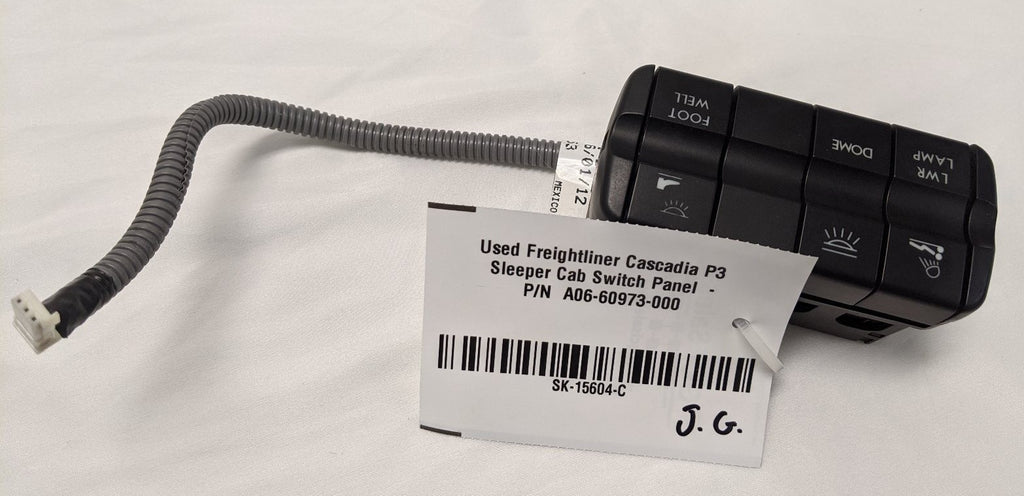 FOOT
WELL
DOME
LWR
LAMP
6/01/12
MEXICO
Used Freightliner Cascadia P3
Sleeper Cab Switch Panel -
P/N A06-60973-000
SK-15604-C
J. G.